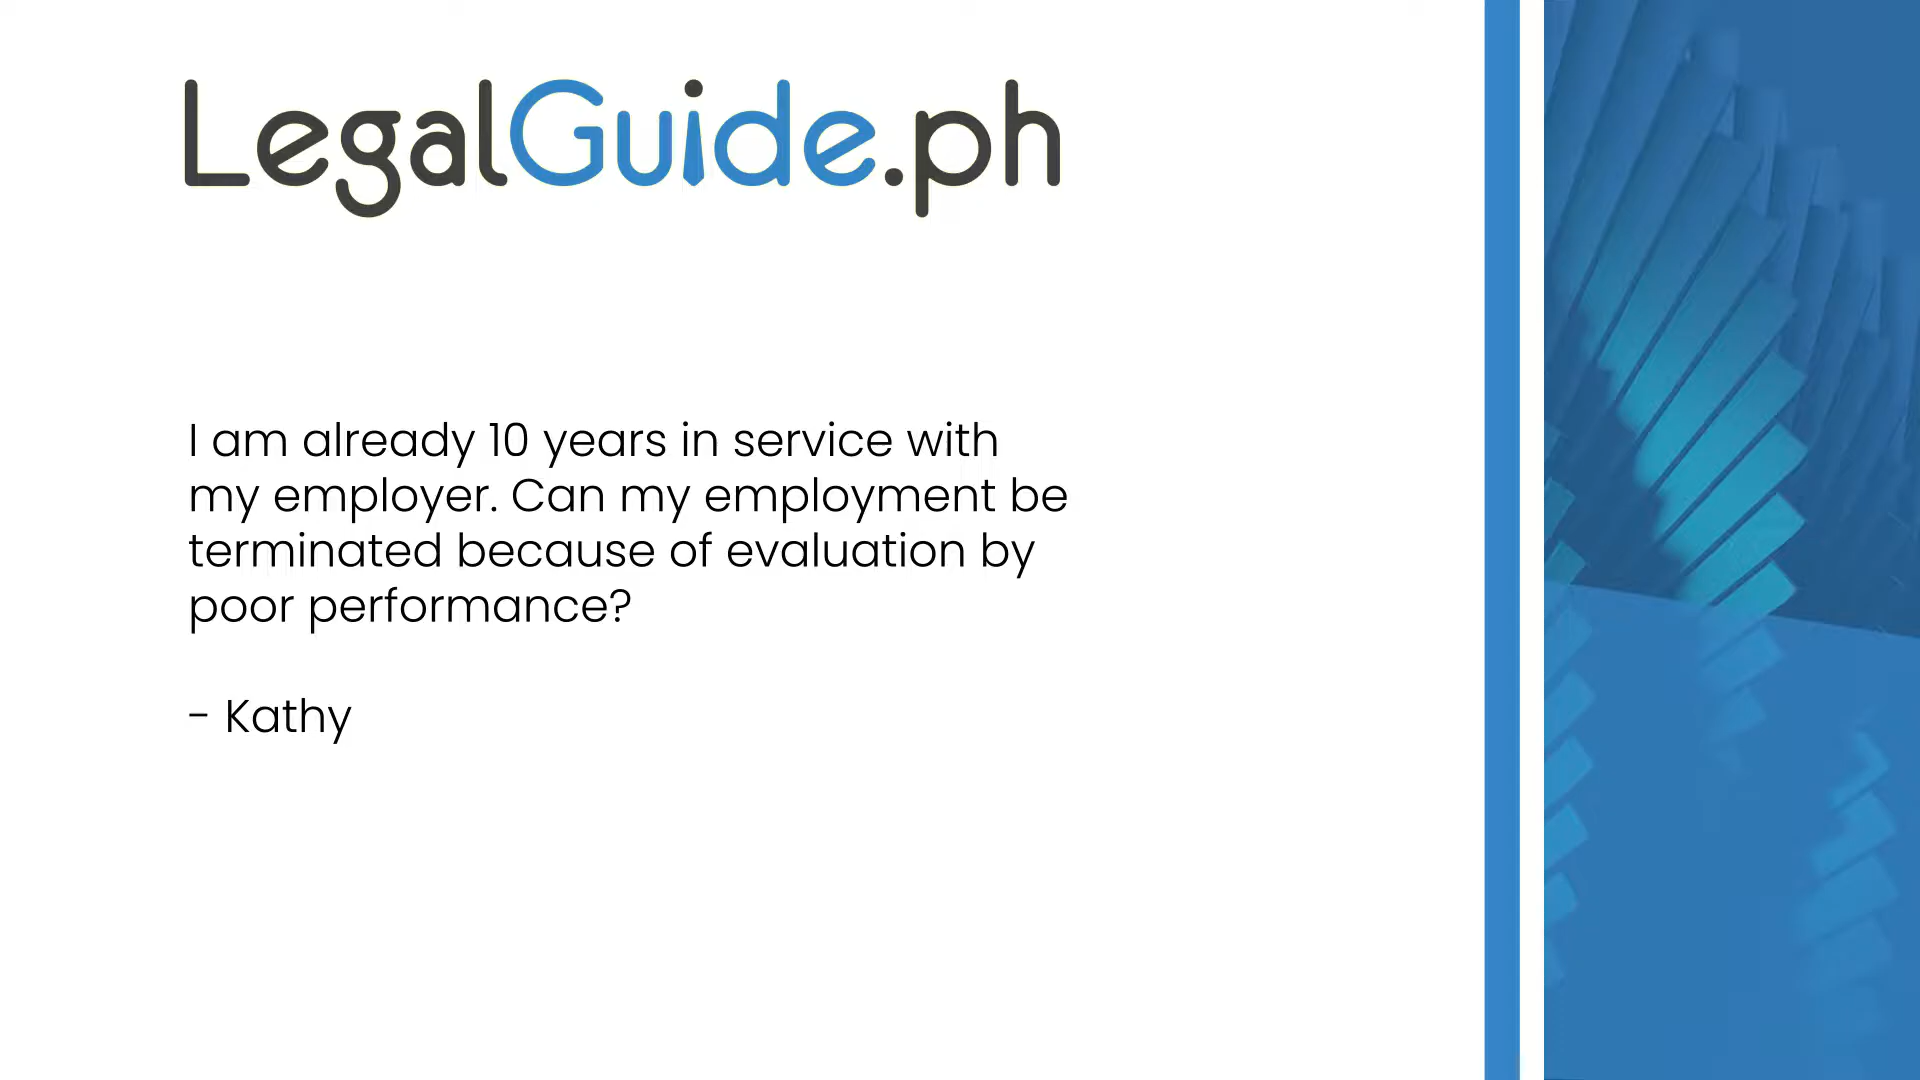 LegalGuide.ph
I am already 10 years in service with
my employer. Can my employment be
terminated because of evaluation by
poor performance?
- Kathy